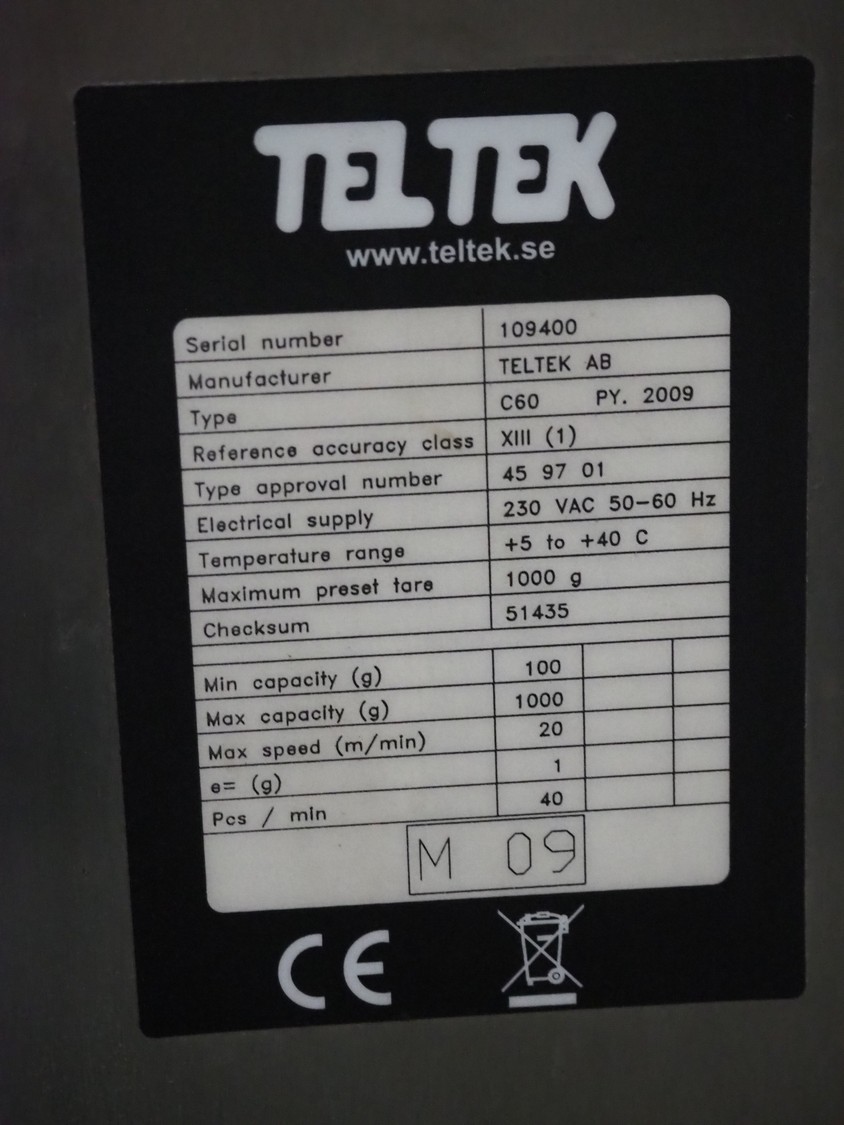 TELTEK
www.teltek.se
Serial number 109400
Manufacturer TELTEK AB
Type C60 PY. 2009
Reference accuracy class XIII (1)
Type approval number 45 97 01
Electrical supply 230 VAC 50-60 Hz
Temperature range +5 to +40 C
Maximum preset tare 1000 g
Checksum 51435
Min capacity (g) 100
Max capacity (g) 1000
Max speed (m/min) 20
e= (g) 1
Pcs / min 40
M 09
CE